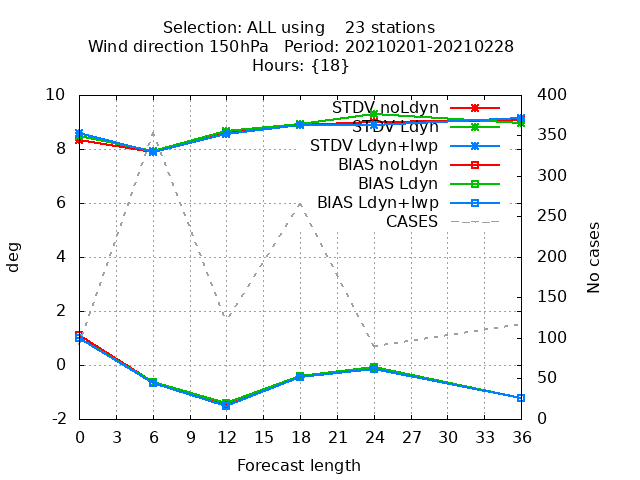 Selection: ALL using    23 stations
Wind direction 150hPa   Period: 20210201-20210228
Hours: {18}
STDV noLdyn
STDV Ldyn
STDV Ldyn+lwp
BIAS noLdyn
BIAS Ldyn
BIAS Ldyn+lwp
CASES
10
8
6
4
2
0
-2
deg
400
350
300
250
200
150
100
50
0
No cases
0 3 6 9 12 15 18 21 24 27 30 33 36
Forecast length